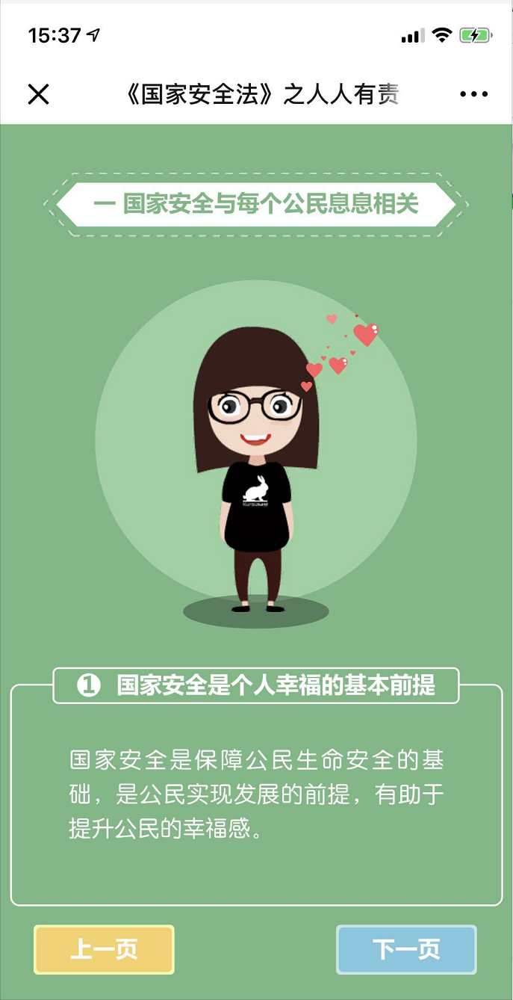 15:37
《国家安全法》之人人有责
一 国家安全与每个公民息息相关
Kurousagi
1 国家安全是个人幸福的基本前提
国家安全是保障公民生命安全的基
础，是公民实现发展的前提，有助于
提升公民的幸福感。
上一页
下一页